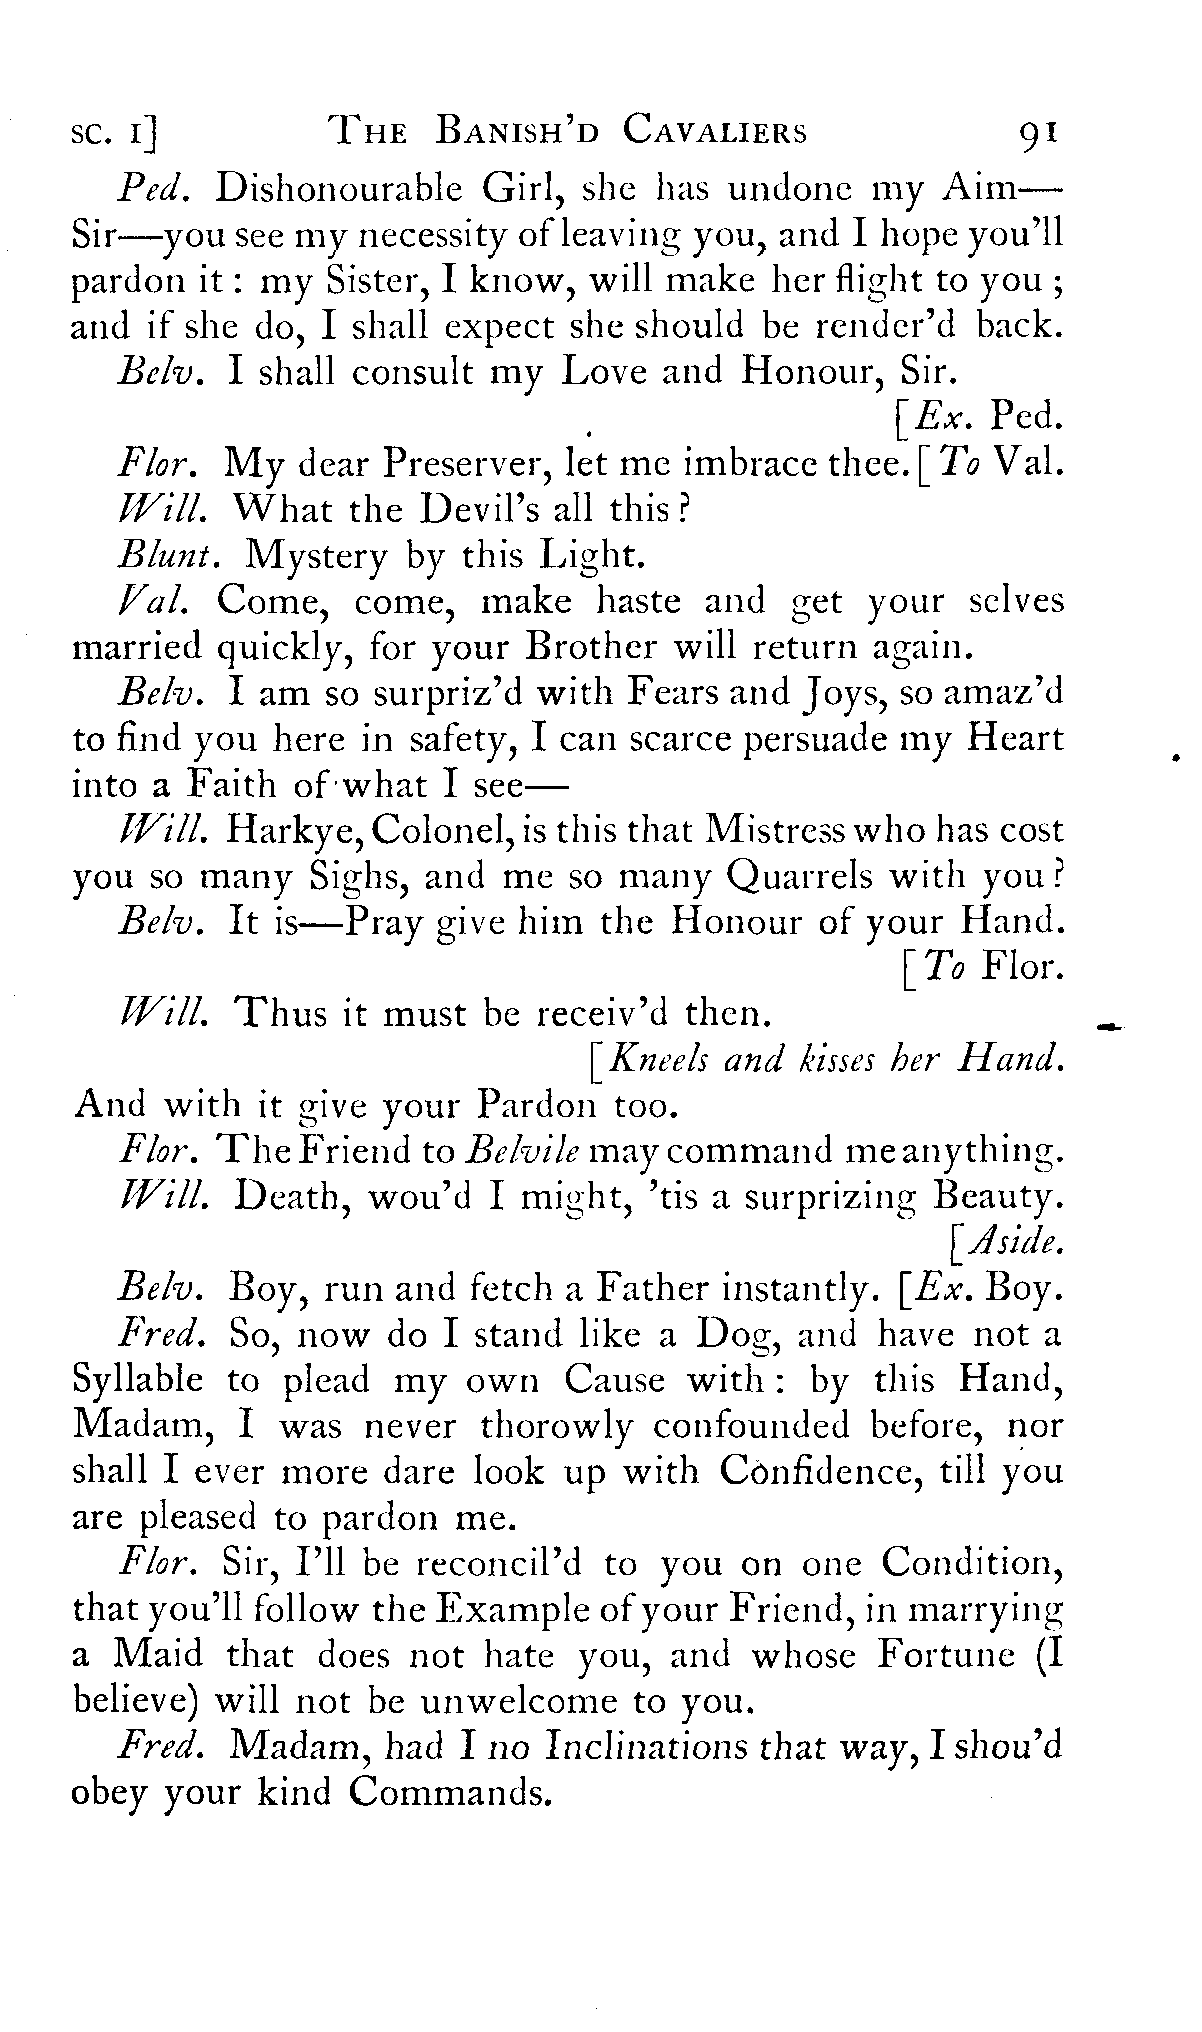 SC. I] THE BANISH'D CAVALIERS 91
Ped. Dishonourable Girl, she has undone my Aim—
Sir—you see my necessity of leaving you, and I hope you'll
pardon it : my Sister, I know, will make her flight to you ;
and if she do, I shall expect she should be render'd back.
Belv. I shall consult my Love and Honour, Sir.
[Ex. Ped.
Flor. My dear Preserver, let me imbrace thee. [To Val.
Will. What the Devil's all this ?
Blunt. Mystery by this Light.
Val. Come, come, make haste and get your selves
married quickly, for your Brother will return again.
Belv. I am so surpriz'd with Fears and Joys, so amaz'd
to find you here in safety, I can scarce persuade my Heart
into a Faith of what I see—
Will. Harkye, Colonel, is this that Mistress who has cost
you so many Sighs, and me so many Quarrels with you ?
Belv. It is—Pray give him the Honour of your Hand.
[To Flor.
Will. Thus it must be receiv'd then.
[Kneels and kisses her Hand.
And with it give your Pardon too.
Flor. The Friend to Belvile may command me anything.
Will. Death, wou'd I might, 'tis a surprizing Beauty.
[Aside.
Belv. Boy, run and fetch a Father instantly. [Ex. Boy.
Fred. So, now do I stand like a Dog, and have not a
Syllable to plead my own Cause with : by this Hand,
Madam, I was never thorowly confounded before, nor
shall I ever more dare look up with Confidence, till you
are pleased to pardon me.
Flor. Sir, I'll be reconcil'd to you on one Condition,
that you'll follow the Example of your Friend, in marrying
a Maid that does not hate you, and whose Fortune (I
believe) will not be unwelcome to you.
Fred. Madam, had I no Inclinations that way, I shou'd
obey your kind Commands.